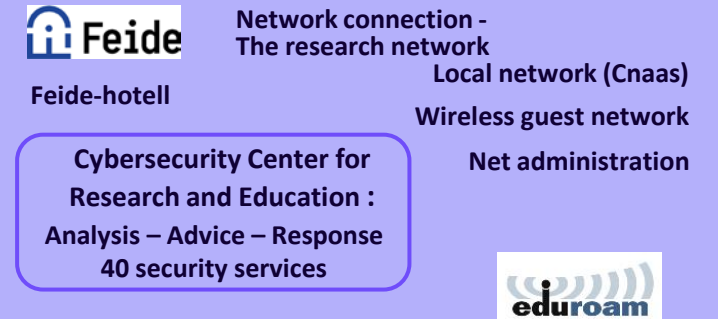 Feide
Network connection -
The research network
Local network (Cnaas)
Feide-hotell
Wireless guest network
Net administration
Cybersecurity Center for
Research and Education :
Analysis – Advice – Response
40 security services
eduroam